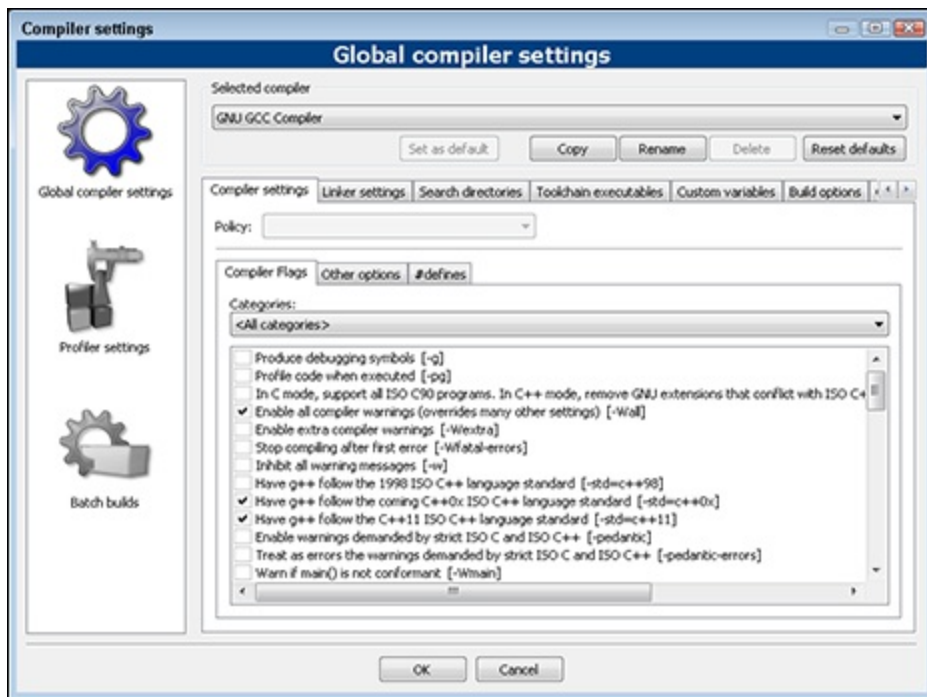 Compiler settings
Global compiler settings
Selected compiler
GNU GCC Compiler
Set as default Copy Rename Delete Reset defaults
Global compiler settings
Compiler settings Linker settings Search directories Toolchain executables Custom variables Build options
Policy:
Profiler settings
Compiler Flags Other options #defines
Categories:
<All categories>
Produce debugging symbols [-g]
Profile code when executed [-pg]
In C mode, support all ISO C90 programs. In C++ mode, remove GNU extensions that conflict with ISO C+
Enable all compiler warnings (overrides many other settings) [-Wall]
Enable extra compiler warnings [-Wextra]
Stop compiling after first error [-Wfatal-errors]
Inhibit all warning messages [-w]
Have g++ follow the 1998 ISO C++ language standard [-std=c++98]
Have g++ follow the coming C++0x ISO C++ language standard [-std=c++0x]
Have g++ follow the C++11 ISO C++ language standard [-std=c++11]
Enable warnings demanded by strict ISO C and ISO C++ [-pedantic]
Treat as errors the warnings demanded by strict ISO C and ISO C++ [-pedantic-errors]
Warn if main() is not conformant [-Wmain]
Batch builds
OK Cancel